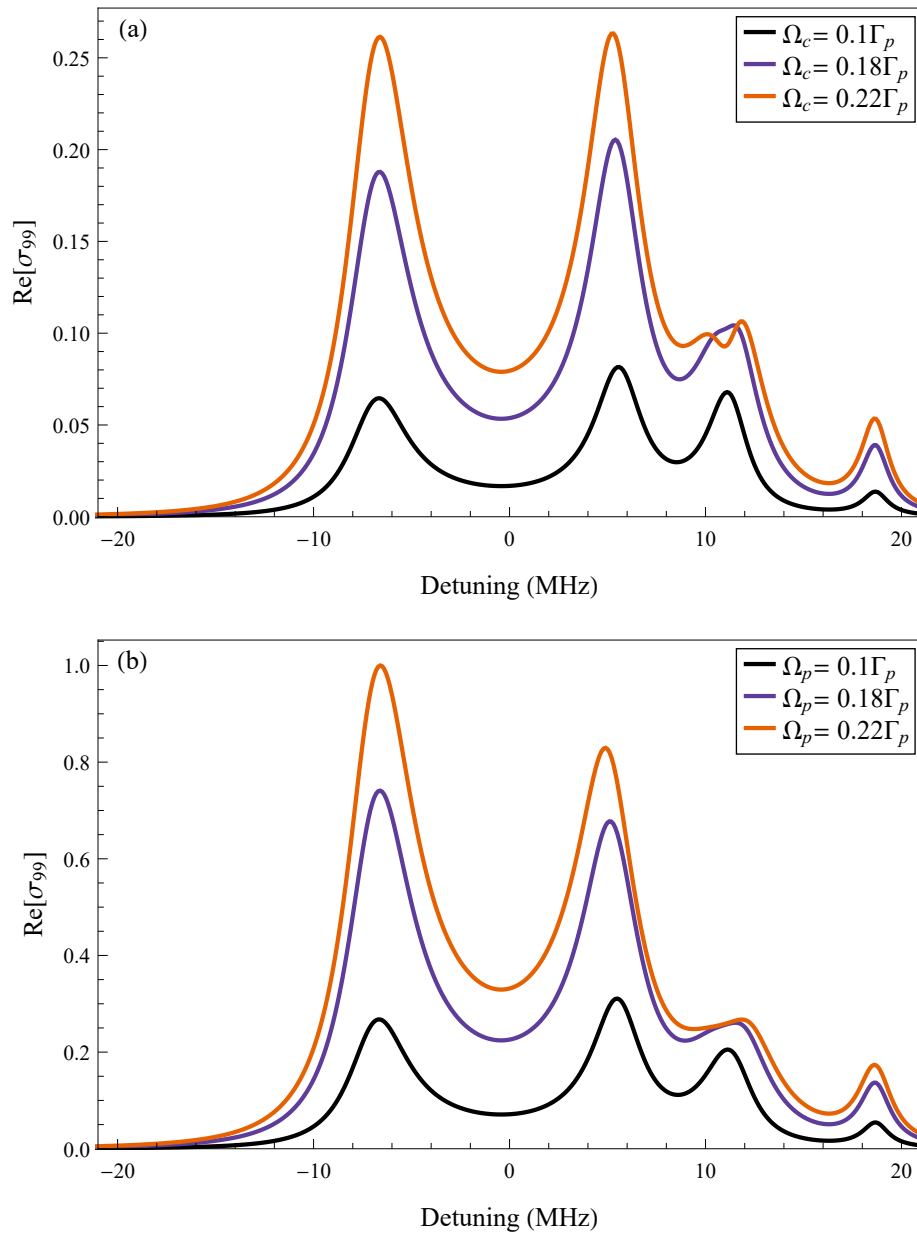 (a)
Ω_c = 0.1Γ_p
Ω_c = 0.18Γ_p
Ω_c = 0.22Γ_p
0.25
0.20
0.15
0.10
0.05
0.00
Re[σ_99]
−20 −10 0 10 20
Detuning (MHz)
(b)
Ω_p = 0.1Γ_p
Ω_p = 0.18Γ_p
Ω_p = 0.22Γ_p
1.0
0.8
0.6
0.4
0.2
0.0
Re[σ_99]
−20 −10 0 10 20
Detuning (MHz)